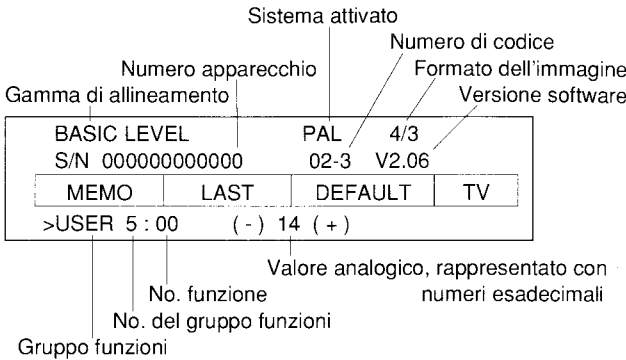 Sistema attivato
Numero di codice
Numero apparecchio
Formato dell'immagine
Gamma di allineamento
Versione software
BASIC LEVEL PAL 4/3
S/N 000000000000 02-3 V2.06
MEMO LAST DEFAULT TV
>USER 5 : 00 ( - ) 14 ( + )
Valore analogico, rappresentato con
No. funzione
numeri esadecimali
No. del gruppo funzioni
Gruppo funzioni